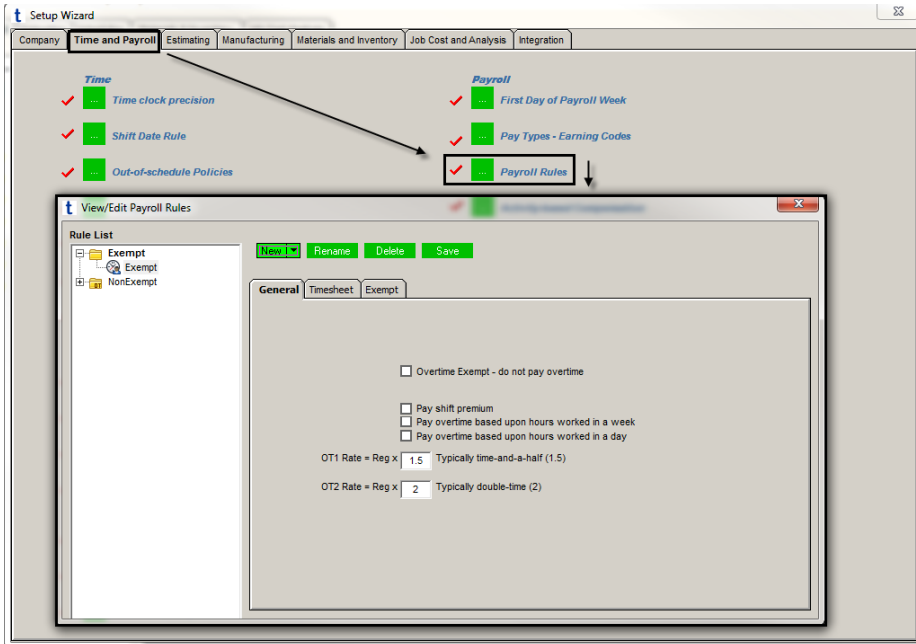 t Setup Wizard
Company Time and Payroll Estimating Manufacturing Materials and Inventory Job Cost and Analysis Integration
Time Payroll
... Time clock precision ... First Day of Payroll Week
... Shift Date Rule ... Pay Types - Earning Codes
... Out-of-schedule Policies ... Payroll Rules
t View/Edit Payroll Rules
Rule List
Exempt
Exempt
NonExempt
New Rename Delete Save
General Timesheet Exempt
Overtime Exempt - do not pay overtime
Pay shift premium
Pay overtime based upon hours worked in a week
Pay overtime based upon hours worked in a day
OT1 Rate = Reg x 1.5 Typically time-and-a-half (1.5)
OT2 Rate = Reg x 2 Typically double-time (2)